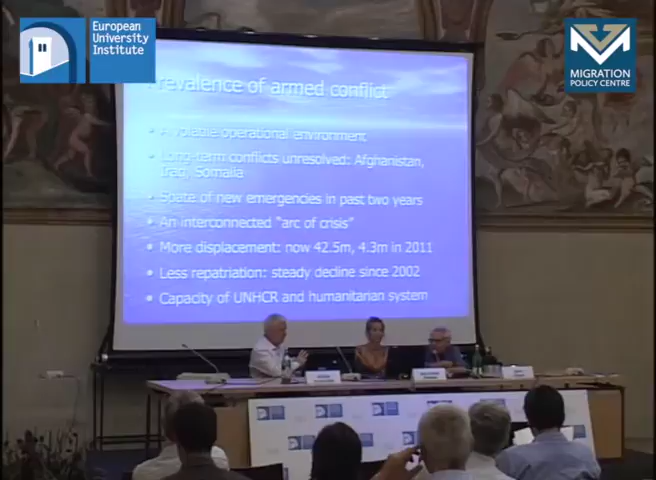 European
University
Institute
MIGRATION
POLICY CENTRE
Prevalence of armed conflict
A volatile operational environment
Long-term conflicts unresolved: Afghanistan,
Iraq, Somalia
Spate of new emergencies in past two years
An interconnected "arc of crisis"
More displacement: now 42.5m, 4.3m in 2011
Less repatriation: steady decline since 2002
Capacity of UNHCR and humanitarian system